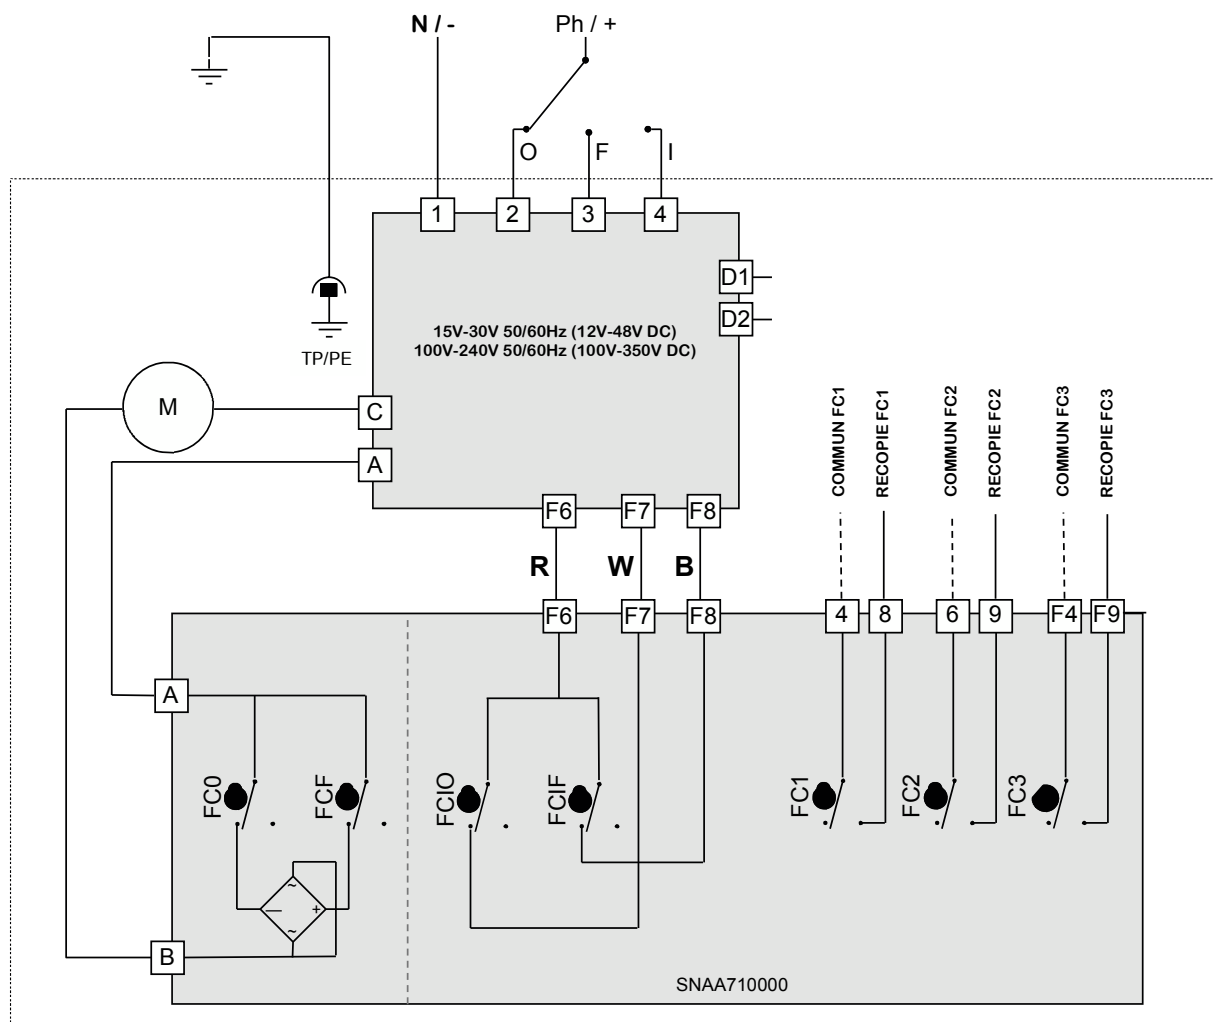 N / -
Ph / +
O
F
I
1
2
3
4
D1
D2
15V-30V 50/60Hz (12V-48V DC)
100V-240V 50/60Hz (100V-350V DC)
TP/PE
M
C
A
COMMUN FC1
RECOPIE FC1
COMMUN FC2
RECOPIE FC2
COMMUN FC3
RECOPIE FC3
F6
F7
F8
R
W
B
F6
F7
F8
4
8
6
9
F4
F9
A
FC0
FCF
FCIO
FCIF
FC1
FC2
FC3
~
—
+
~
B
SNAA710000